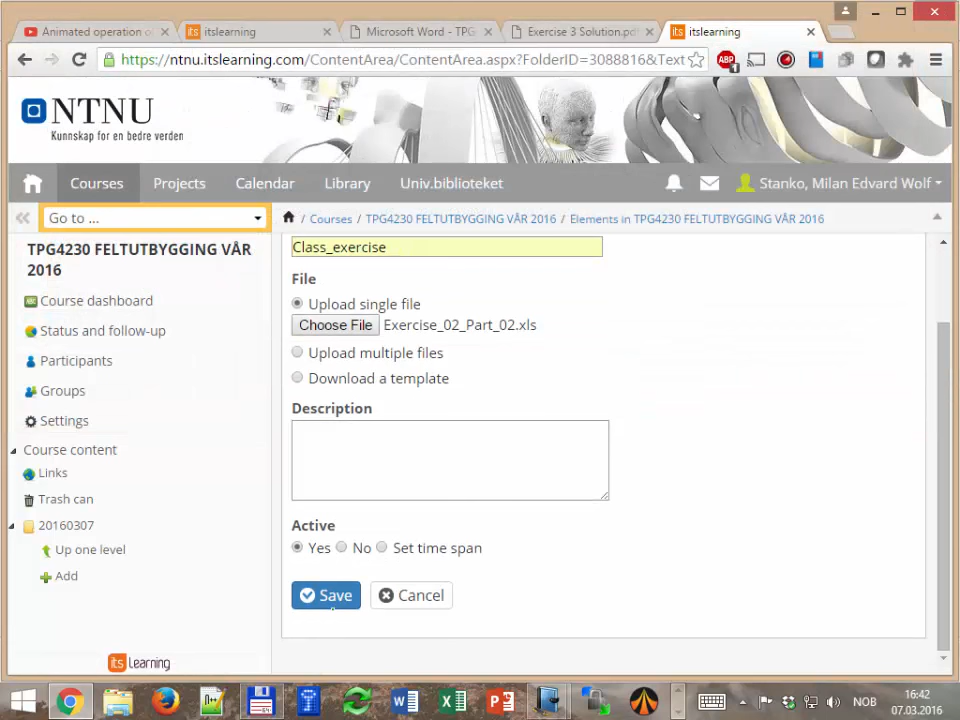 Animated operation o
itslearning
Microsoft Word - TPG
Exercise 3 Solution.pd
itslearning
https://ntnu.itslearning.com/ContentArea/ContentArea.aspx?FolderID=3088816&Text
ABP
1
NTNU
Kunnskap for en bedre verden
Courses
Projects
Calendar
Library
Univ.biblioteket
Stanko, Milan Edvard Wolf
Go to ...
Courses / TPG4230 FELTUTBYGGING VÅR 2016 / Elements in TPG4230 FELTUTBYGGING VÅR 2016
TPG4230 FELTUTBYGGING VÅR
2016
Course dashboard
Status and follow-up
Participants
Groups
Settings
Course content
Links
Trash can
20160307
Up one level
Add
its Learning
Class_exercise
File
Upload single file
Choose File Exercise_02_Part_02.xls
Upload multiple files
Download a template
Description
Active
Yes No Set time span
Save Cancel
NOB
16:42
07.03.2016